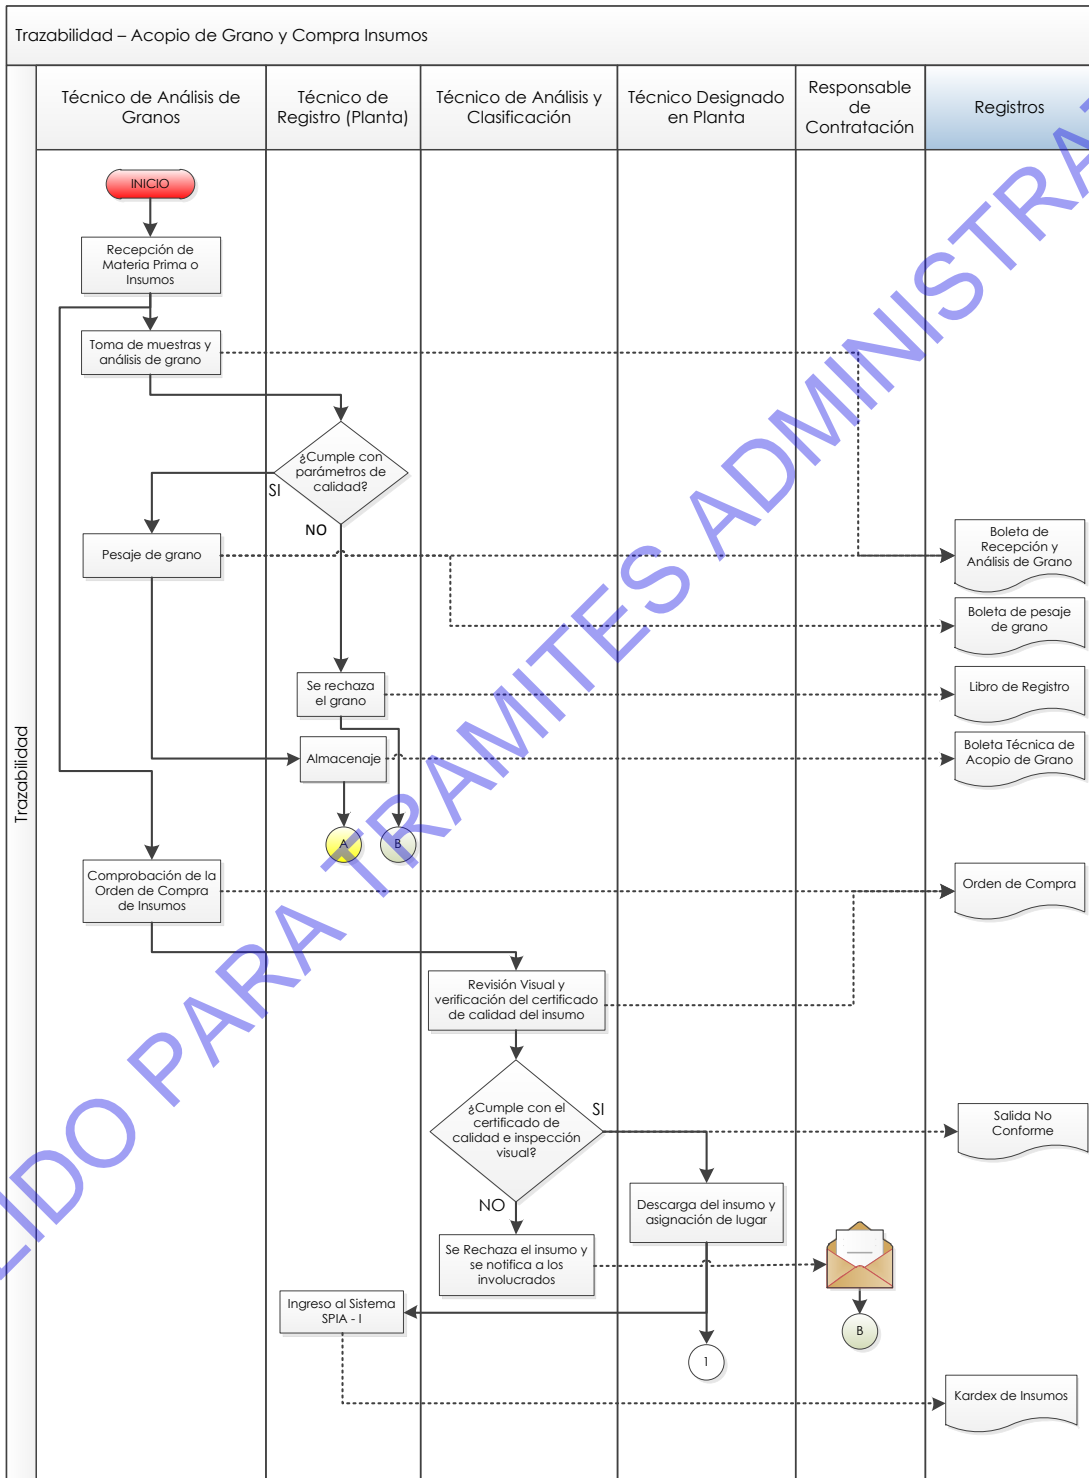 Trazabilidad – Acopio de Grano y Compra Insumos
Técnico de Análisis de
Granos
Técnico de
Registro (Planta)
Técnico de Análisis y
Clasificación
Técnico Designado
en Planta
Responsable
de
Contratación
Registros
Trazabilidad
INICIO
Recepción de
Materia Prima o
Insumos
Toma de muestras y
análisis de grano
¿Cumple con
parámetros de
calidad?
SI
NO
Pesaje de grano
Boleta de
Recepción y
Análisis de Grano
Boleta de pesaje
de grano
Se rechaza
el grano
Libro de Registro
Almacenaje
Boleta Técnica de
Acopio de Grano
A
B
Comprobación de la
Orden de Compra
de Insumos
Orden de Compra
Revisión Visual y
verificación del certificado
de calidad del insumo
¿Cumple con el
certificado de
calidad e inspección
visual?
SI
NO
Salida No
Conforme
Descarga del insumo y
asignación de lugar
Se Rechaza el insumo y
se notifica a los
involucrados
Ingreso al Sistema
SPIA - I
B
1
Kardex de Insumos
LIDO PARA TRAMITES ADMINISTRAT